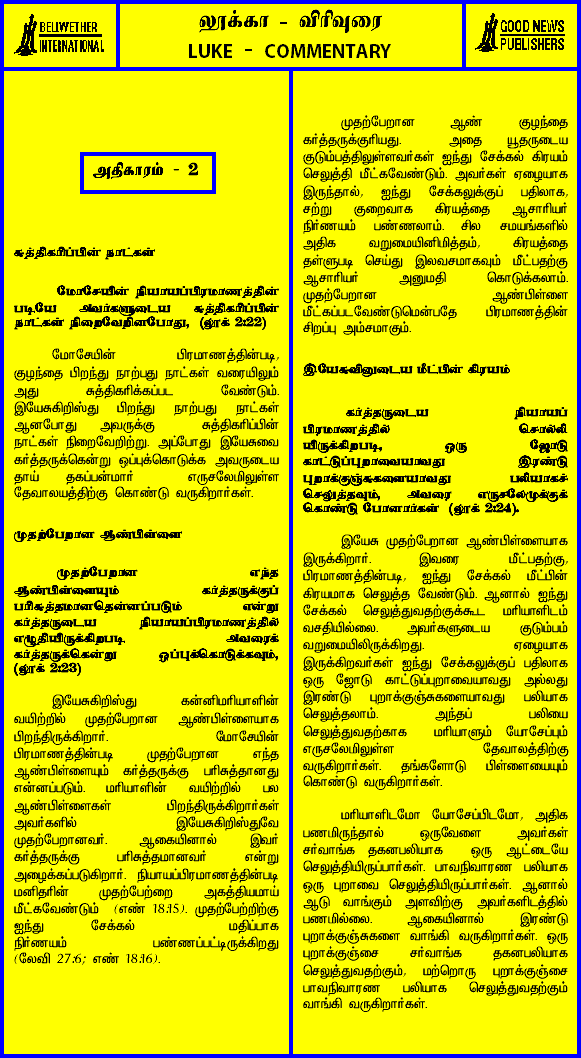 BELLWETHER
INTERNATIONAL
லூக்கா - விரிவுரை
LUKE - COMMENTARY
GOOD NEWS
PUBLISHERS
அதிகாரம் - 2
சுத்திகரிப்பின் நாட்கள்
மோசேயின் நியாயப்பிரமாணத்தின்
படியே அவர்களுடைய சுத்திகரிப்பின்
நாட்கள் நிறைவேறினபோது, (லூக் 2:22)
மோசேயின் பிரமாணத்தின்படி,
குழந்தை பிறந்து நாற்பது நாட்கள் வரையிலும்
அது சுத்திகரிக்கப்பட வேண்டும்.
இயேசுகிறிஸ்து பிறந்து நாற்பது நாட்கள்
ஆனபோது அவருக்கு சுத்திகரிப்பின்
நாட்கள் நிறைவேறிற்று. அப்போது இயேசுவை
கர்த்தருக்கென்று ஒப்புக்கொடுக்க அவருடைய
தாய் தகப்பன்மார் எருசலேமிலுள்ள
தேவாலயத்திற்கு கொண்டு வருகிறார்கள்.
முதற்பேறான ஆண்பிள்ளை
முதற்பேறான எந்த
ஆண்பிள்ளையும் கர்த்தருக்குப்
பரிசுத்தமானதென்னப்படும் என்று
கர்த்தருடைய நியாயப்பிரமாணத்தில்
எழுதியிருக்கிறபடி அவரைக்
கர்த்தருக்கென்று ஒப்புக்கொடுக்கவும்,
(லூக் 2:23)
இயேசுகிறிஸ்து கன்னிமரியாளின்
வயிற்றில் முதற்பேறான ஆண்பிள்ளையாக
பிறந்திருக்கிறார். மோசேயின்
பிரமாணத்தின்படி முதற்பேறான எந்த
ஆண்பிள்ளையும் கர்த்தருக்கு பரிசுத்தானது
என்னப்படும். மரியாளின் வயிற்றில் பல
ஆண்பிள்ளைகள் பிறந்திருக்கிறார்கள்
அவர்களில் இயேசுகிறிஸ்துவே
முதற்பேறானவர். ஆகையினால் இவர்
கர்த்தருக்கு பரிசுத்தமானவர் என்று
அழைக்கப்படுகிறார். நியாயப்பிரமாணத்தின்படி
மனிதரின் முதற்பேற்றை அகத்தியமாய்
மீட்கவேண்டும் (எண் 18:15). முதற்பேற்றிற்கு
ஐந்து சேக்கல் மதிப்பாக
நிர்ணயம் பண்ணப்பட்டிருக்கிறது
(லேவி 27:6; எண் 18:16).
முதற்பேறான ஆண் குழந்தை
கர்த்தருக்குரியது. அதை யூதருடைய
குடும்பத்திலுள்ளவர்கள் ஐந்து சேக்கல் கிரயம்
செலுத்தி மீட்கவேண்டும். அவர்கள் ஏழையாக
இருந்தால், ஐந்து சேக்கலுக்குப் பதிலாக,
சற்று குறைவாக கிரயத்தை ஆசாரியர்
நிர்ணயம் பண்ணலாம். சில சமயங்களில்
அதிக வறுமையினிமித்தம், கிரயத்தை
தள்ளுபடி செய்து இலவசமாகவும் மீட்பதற்கு
ஆசாரியர் அனுமதி கொடுக்கலாம்.
முதற்பேறான ஆண்பிள்ளை
மீட்கப்படவேண்டுமென்பதே பிரமாணத்தின்
சிறப்பு அம்சமாகும்.
இயேசுவினுடைய மீட்பின் கிரயம்
கர்த்தருடைய நியாயப்
பிரமாணத்தில் சொல்லி
யிருக்கிறபடி, ஒரு ஜோடு
காட்டுப்புறாவையாவது இரண்டு
புறாக்குஞ்சுகளையாவது பலியாகச்
செலுத்தவும், அவரை எருசலேமுக்குக்
கொண்டு போனார்கள் (லூக் 2:24).
இயேசு முதற்பேறான ஆண்பிள்ளையாக
இருக்கிறார். இவரை மீட்பதற்கு,
பிரமாணத்தின்படி, ஐந்து சேக்கல் மீட்பின்
கிரயமாக செலுத்த வேண்டும். ஆனால் ஐந்து
சேக்கல் செலுத்துவதற்குக்கூட மரியாளிடம்
வசதியில்லை. அவர்களுடைய குடும்பம்
வறுமையிலிருக்கிறது. ஏழையாக
இருக்கிறவர்கள் ஐந்து சேக்கலுக்குப் பதிலாக
ஒரு ஜோடு காட்டுப்புறாவையாவது அல்லது
இரண்டு புறாக்குஞ்சுகளையாவது பலியாக
செலுத்தலாம். அந்தப் பலியை
செலுத்துவதற்காக மரியாளும் யோசேப்பும்
எருசலேமிலுள்ள தேவாலத்திற்கு
வருகிறார்கள். தங்களோடு பிள்ளையையும்
கொண்டு வருகிறார்கள்.
மரியாளிடமோ யோசேப்பிடமோ, அதிக
பணமிருந்தால் ஒருவேளை அவர்கள்
சர்வாங்க தகனபலியாக ஒரு ஆட்டையே
செலுத்தியிருப்பார்கள். பாவநிவாரண பலியாக
ஒரு புறாவை செலுத்தியிருப்பார்கள். ஆனால்
ஆடு வாங்கும் அளவிற்கு அவர்களிடத்தில்
பணமில்லை. ஆகையினால் இரண்டு
புறாக்குஞ்சுகளை வாங்கி வருகிறார்கள். ஒரு
புறாக்குஞ்சை சர்வாங்க தகனபலியாக
செலுத்துவதற்கும், மற்றொரு புறாக்குஞ்சை
பாவநிவாரண பலியாக செலுத்துவதற்கும்
வாங்கி வருகிறார்கள்.